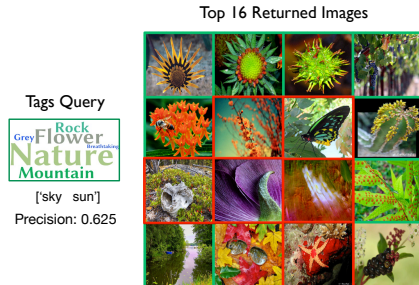 Top 16 Returned Images
Tags Query
Rock
Grey Flower
Breathtaking
Nature
Mountain
['sky sun']
Precision: 0.625